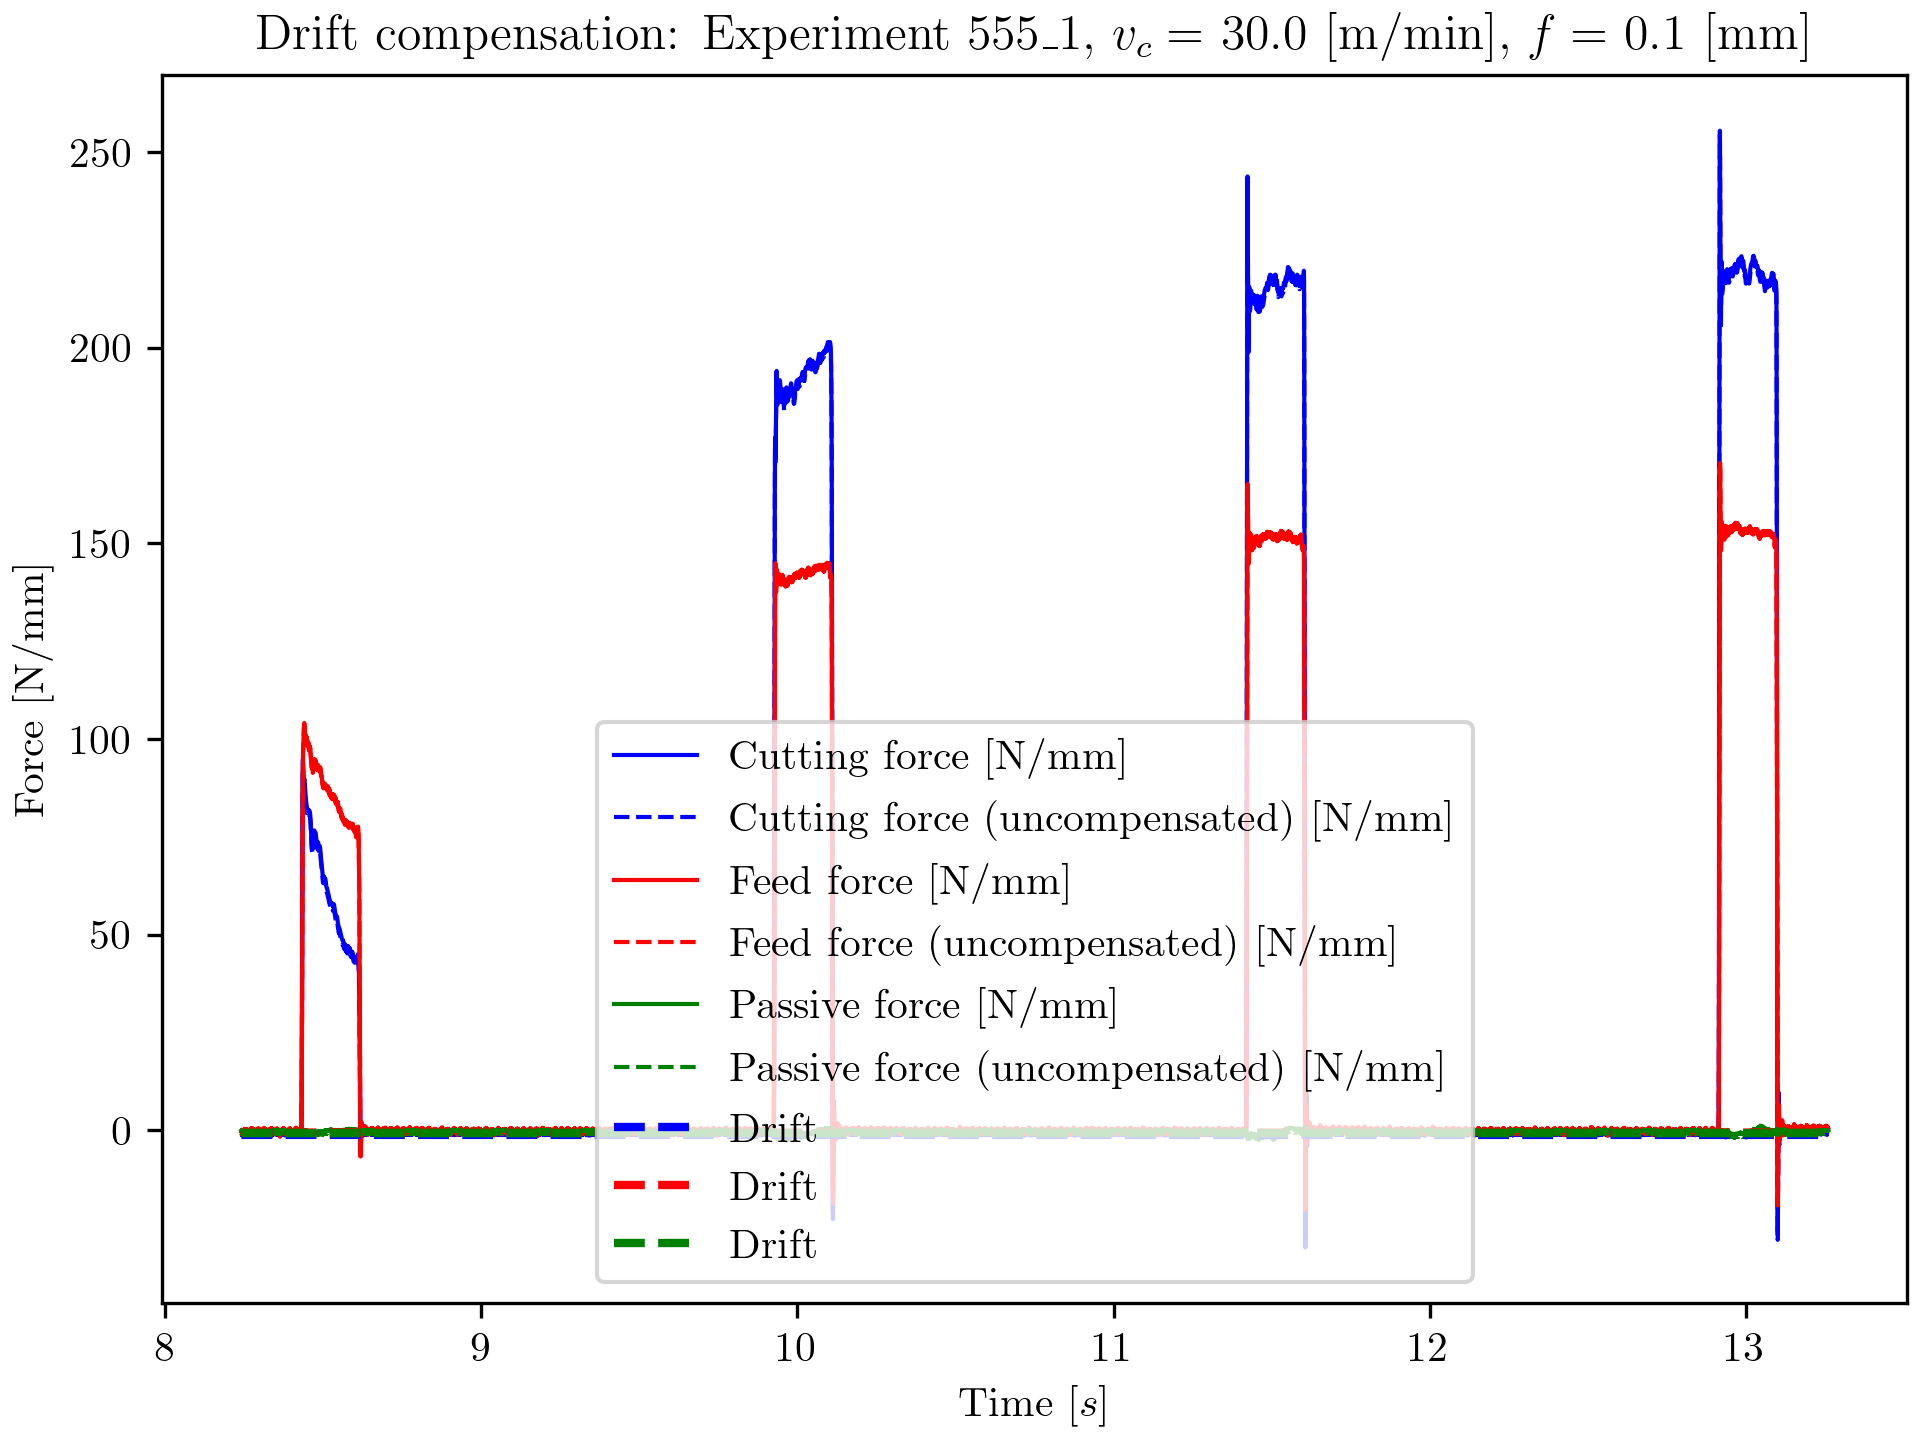 Drift compensation: Experiment 555_1, v_c = 30.0 [m/min], f = 0.1 [mm]
250
200
150
100
50
0
Force [N/mm]
Cutting force [N/mm]
Cutting force (uncompensated) [N/mm]
Feed force [N/mm]
Feed force (uncompensated) [N/mm]
Passive force [N/mm]
Passive force (uncompensated) [N/mm]
Drift
Drift
Drift
8 9 10 11 12 13
Time [s]